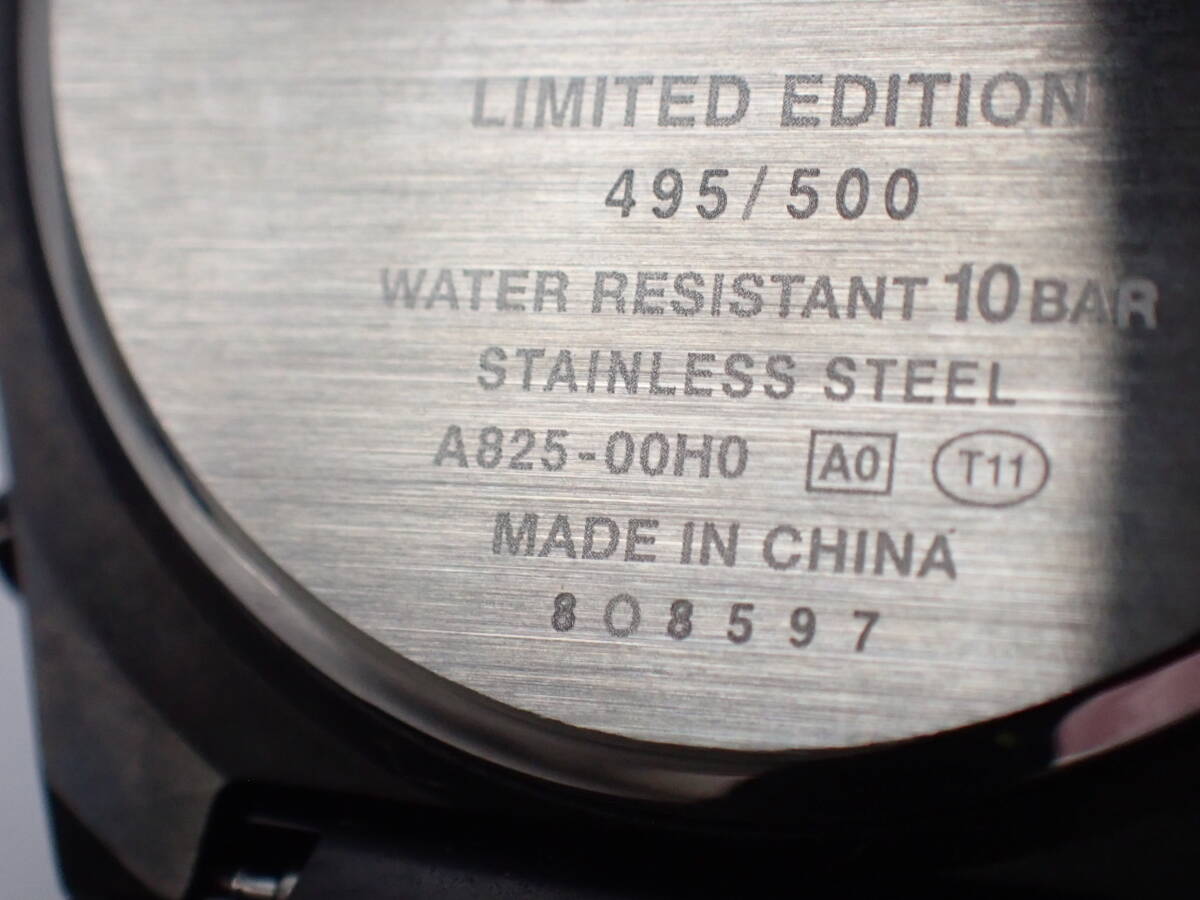 LIMITED EDITION
495/500
WATER RESISTANT 10 BAR
STAINLESS STEEL
A825-00H0 A0 T11
MADE IN CHINA
808597